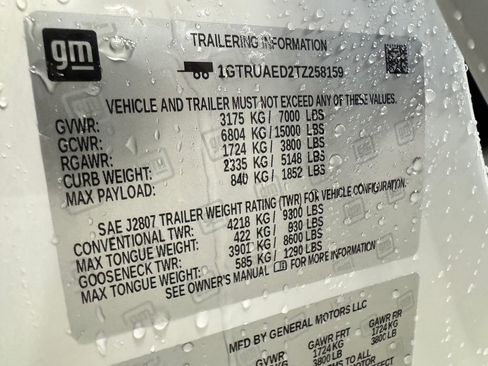 gm
TRAILERING INFORMATION
1GTRUAED2TZ258159
VEHICLE AND TRAILER MUST NOT EXCEED ANY OF THESE VALUES.
GVWR: 3175 KG/ 7000 LBS
GCWR: 6804 KG/ 15000 LBS
RGAWR: 1724 KG/ 3800 LBS
CURB WEIGHT: 2335 KG/ 5148 LBS
MAX PAYLOAD: 840 KG/ 1852 LBS
SAE J2807 TRAILER WEIGHT RATING (TWR) FOR VEHICLE CONFIGURATION.
CONVENTIONAL TWR: 4218 KG/ 9300 LBS
MAX TONGUE WEIGHT: 422 KG/ 930 LBS
GOOSENECK TWR: 3901 KG/ 8600 LBS
MAX TONGUE WEIGHT: 585 KG/ 1290 LBS
SEE OWNER'S MANUAL FOR MORE INFORMATION
MFD BY GENERAL MOTORS LLC
GVWR GAWR FRT GAWR RR
1724 KG 1724 KG
3800 LB 3800 LB